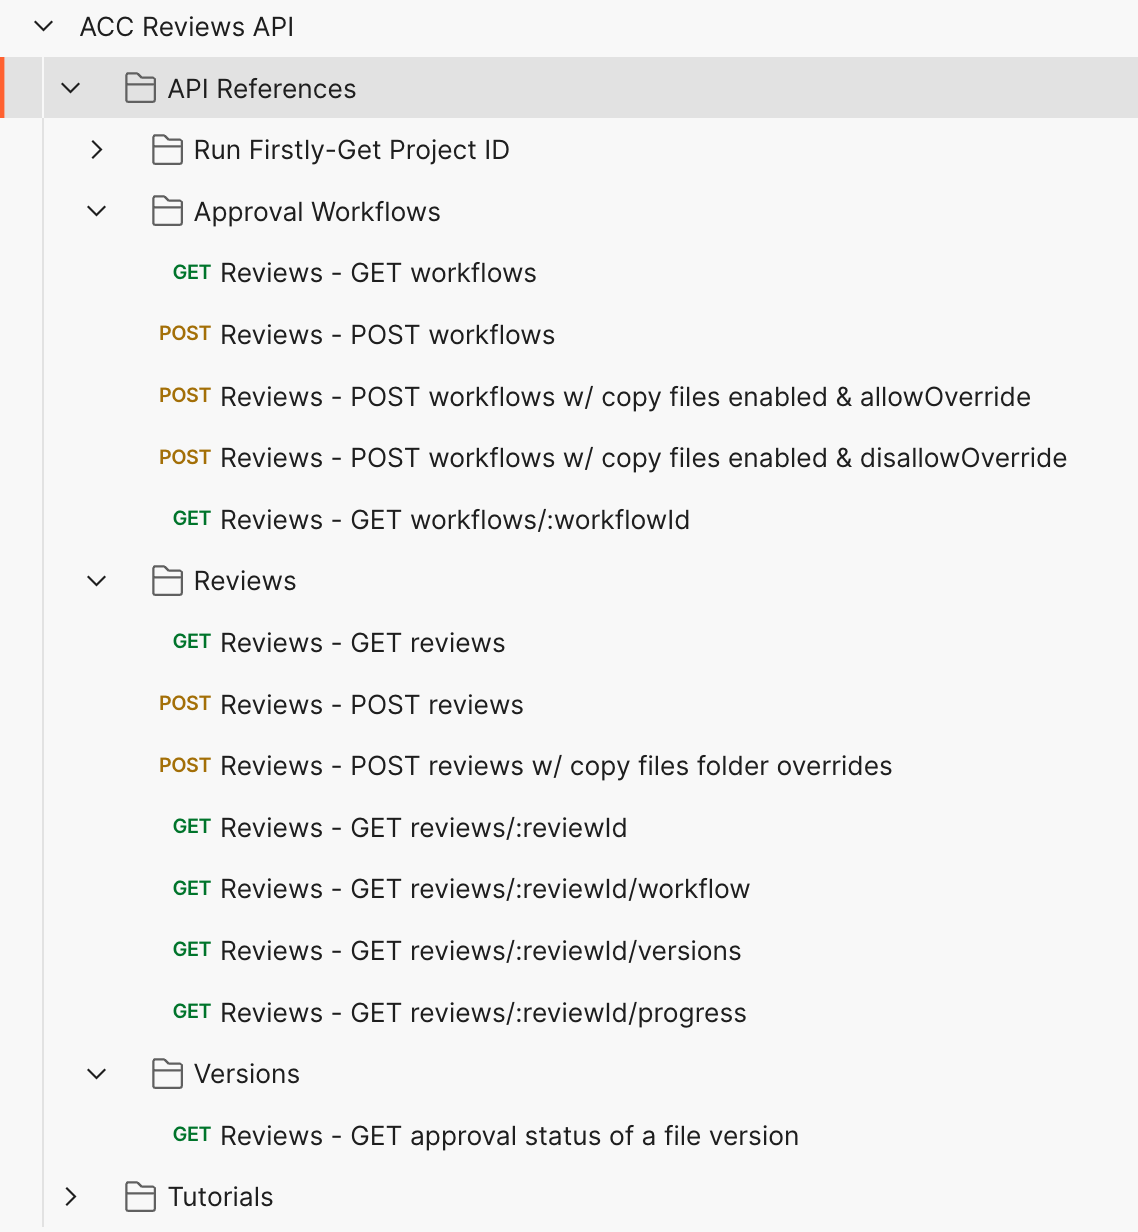 ACC Reviews API
API References
Run Firstly-Get Project ID
Approval Workflows
GET Reviews - GET workflows
POST Reviews - POST workflows
POST Reviews - POST workflows w/ copy files enabled & allowOverride
POST Reviews - POST workflows w/ copy files enabled & disallowOverride
GET Reviews - GET workflows/:workflowId
Reviews
GET Reviews - GET reviews
POST Reviews - POST reviews
POST Reviews - POST reviews w/ copy files folder overrides
GET Reviews - GET reviews/:reviewId
GET Reviews - GET reviews/:reviewId/workflow
GET Reviews - GET reviews/:reviewId/versions
GET Reviews - GET reviews/:reviewId/progress
Versions
GET Reviews - GET approval status of a file version
Tutorials